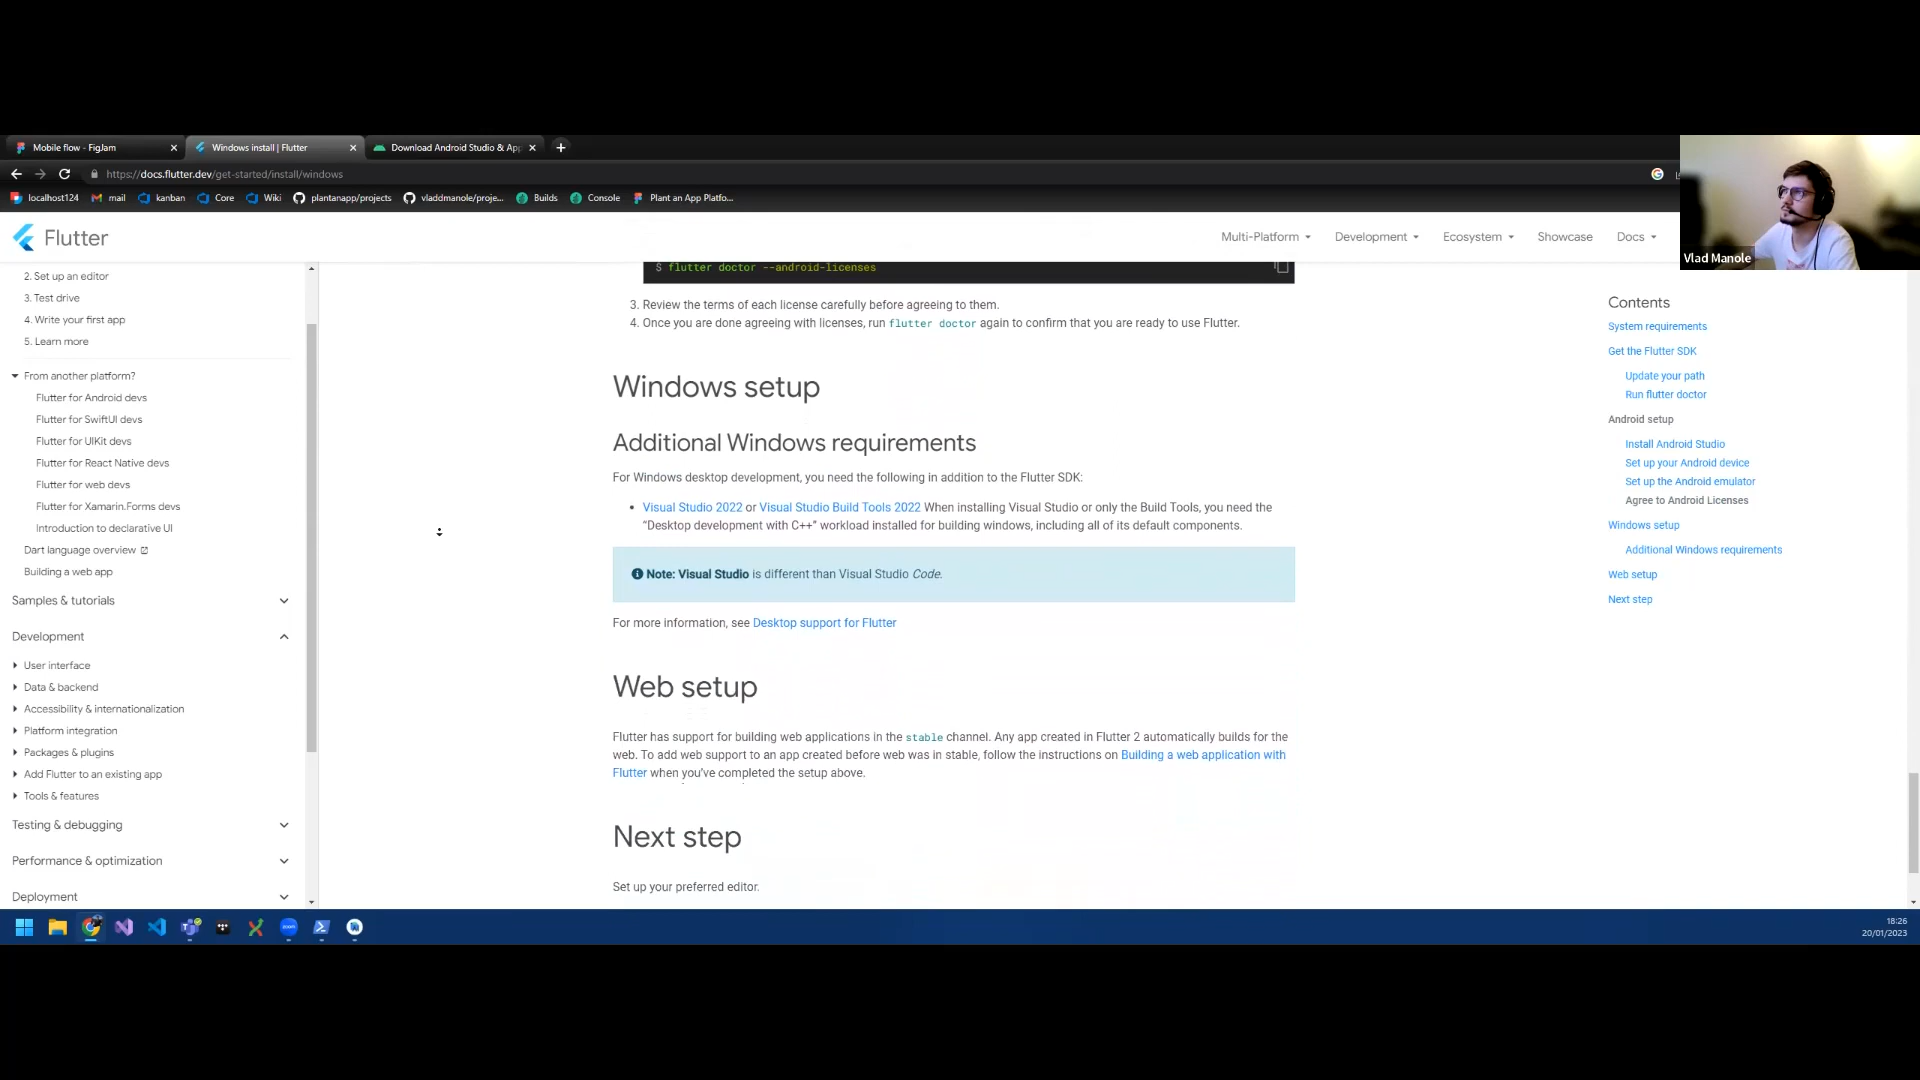 Mobile flow - FigJam
Windows install | Flutter
Download Android Studio & App
https://docs.flutter.dev/get-started/install/windows
localhost124
mail
kanban
Core
Wiki
plantanapp/projects
vladdmanole/proje...
Builds
Console
Plant an App Platfo...
Flutter
Multi-Platform
Development
Ecosystem
Showcase
Docs
Vlad Manole
2. Set up an editor
3. Test drive
4. Write your first app
5. Learn more
From another platform?
Flutter for Android devs
Flutter for SwiftUI devs
Flutter for UIKit devs
Flutter for React Native devs
Flutter for web devs
Flutter for Xamarin.Forms devs
Introduction to declarative UI
Dart language overview
Building a web app
Samples & tutorials
Development
User interface
Data & backend
Accessibility & internationalization
Platform integration
Packages & plugins
Add Flutter to an existing app
Tools & features
Testing & debugging
Performance & optimization
Deployment
$ flutter doctor --android-licenses
3. Review the terms of each license carefully before agreeing to them.
4. Once you are done agreeing with licenses, run flutter doctor again to confirm that you are ready to use Flutter.
Windows setup
Additional Windows requirements
For Windows desktop development, you need the following in addition to the Flutter SDK:
• Visual Studio 2022 or Visual Studio Build Tools 2022 When installing Visual Studio or only the Build Tools, you need the
“Desktop development with C++” workload installed for building windows, including all of its default components.
Note: Visual Studio is different than Visual Studio Code.
For more information, see Desktop support for Flutter
Web setup
Flutter has support for building web applications in the stable channel. Any app created in Flutter 2 automatically builds for the
web. To add web support to an app created before web was in stable, follow the instructions on Building a web application with
Flutter when you’ve completed the setup above.
Next step
Set up your preferred editor.
Contents
System requirements
Get the Flutter SDK
Update your path
Run flutter doctor
Android setup
Install Android Studio
Set up your Android device
Set up the Android emulator
Agree to Android Licenses
Windows setup
Additional Windows requirements
Web setup
Next step
18:26
20/01/2023